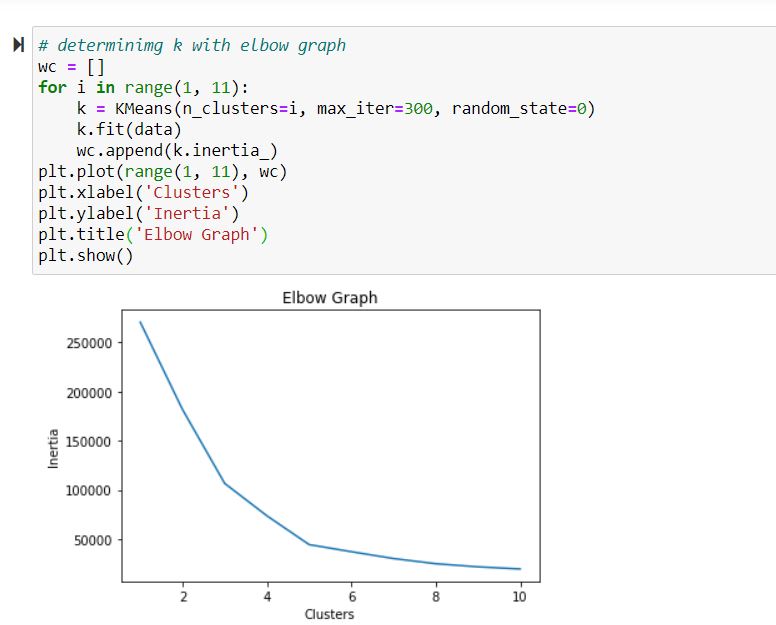 # determinimg k with elbow graph
wc = []
for i in range(1, 11):
    k = KMeans(n_clusters=i, max_iter=300, random_state=0)
    k.fit(data)
    wc.append(k.inertia_)
plt.plot(range(1, 11), wc)
plt.xlabel('Clusters')
plt.ylabel('Inertia')
plt.title('Elbow Graph')
plt.show()
Elbow Graph
250000
200000
150000
100000
50000
Inertia
2 4 6 8 10
Clusters